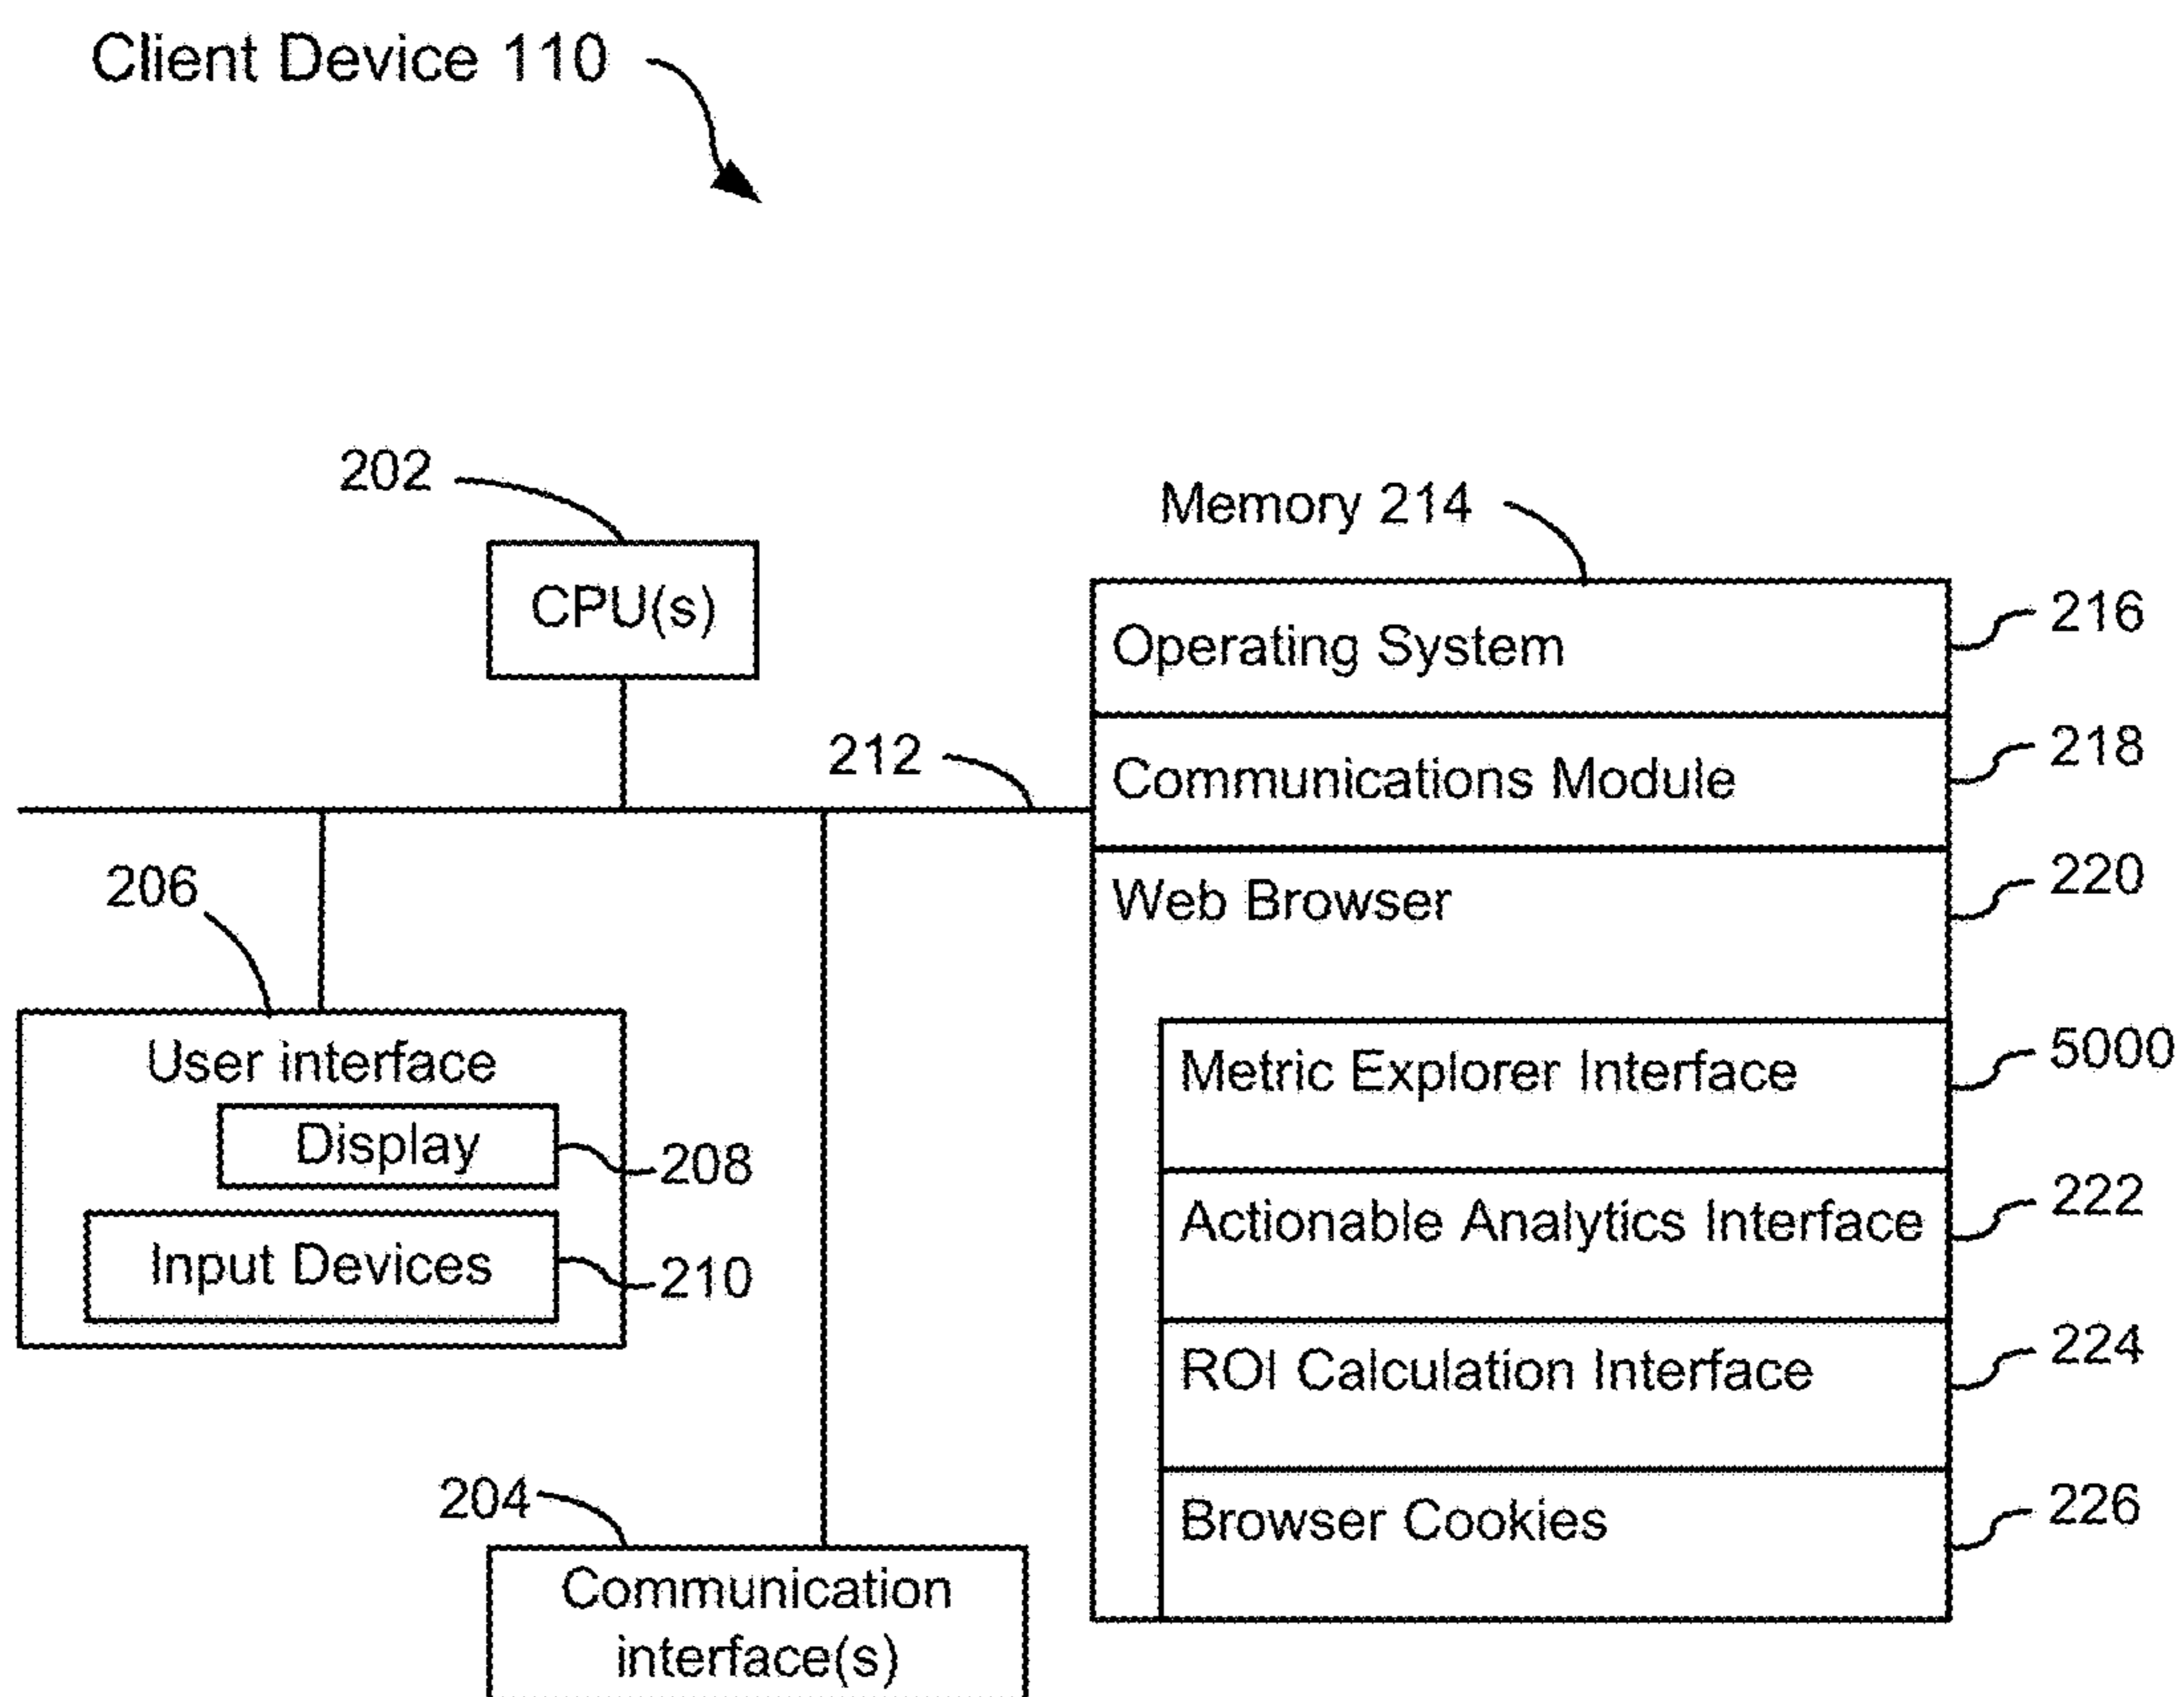 Client Device 110
202
CPU(s)
212
206
User interface
Display
208
Input Devices
210
204
Communication
interface(s)
Memory 214
Operating System
216
Communications Module
218
Web Browser
220
Metric Explorer Interface
5000
Actionable Analytics Interface
222
ROI Calculation Interface
224
Browser Cookies
226